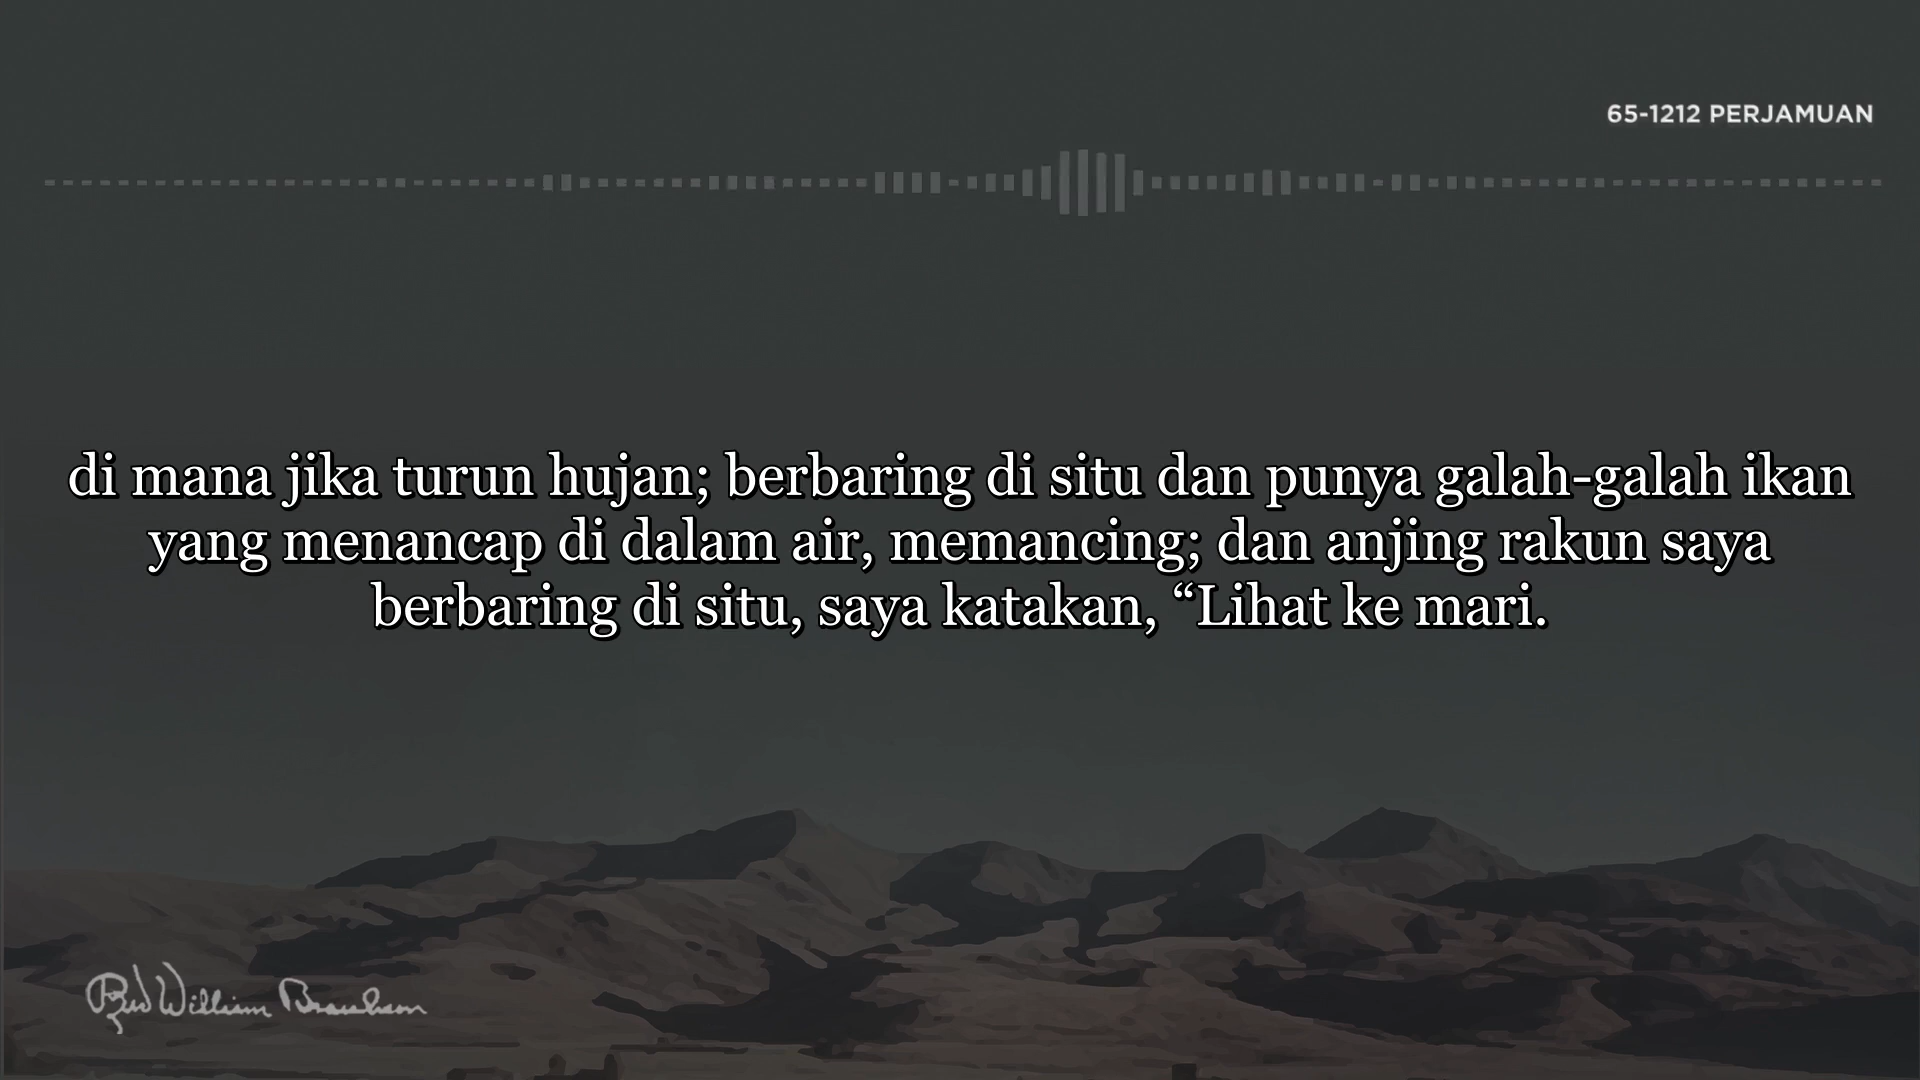 65-1212 PERJAMUAN
di mana jika turun hujan; berbaring di situ dan punya galah-galah ikan
yang menancap di dalam air, memancing; dan anjing rakun saya
berbaring di situ, saya katakan, “Lihat ke mari.
Rev William Branham